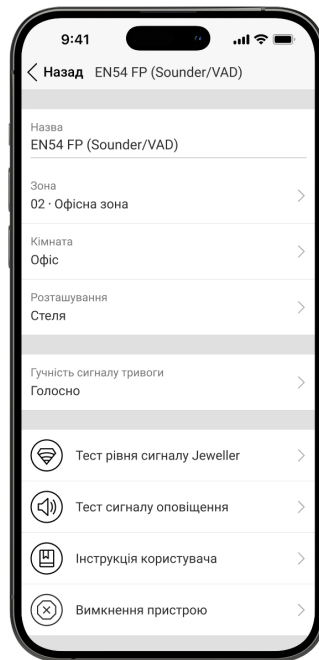 9:41
Назад EN54 FP (Sounder/VAD)
Назва
EN54 FP (Sounder/VAD)
Зона
02 · Офісна зона
Кімната
Офіс
Розташування
Стеля
Гучність сигналу тривоги
Голосно
Тест рівня сигналу Jeweller
Тест сигналу оповіщення
Інструкція користувача
Вимкнення пристрою